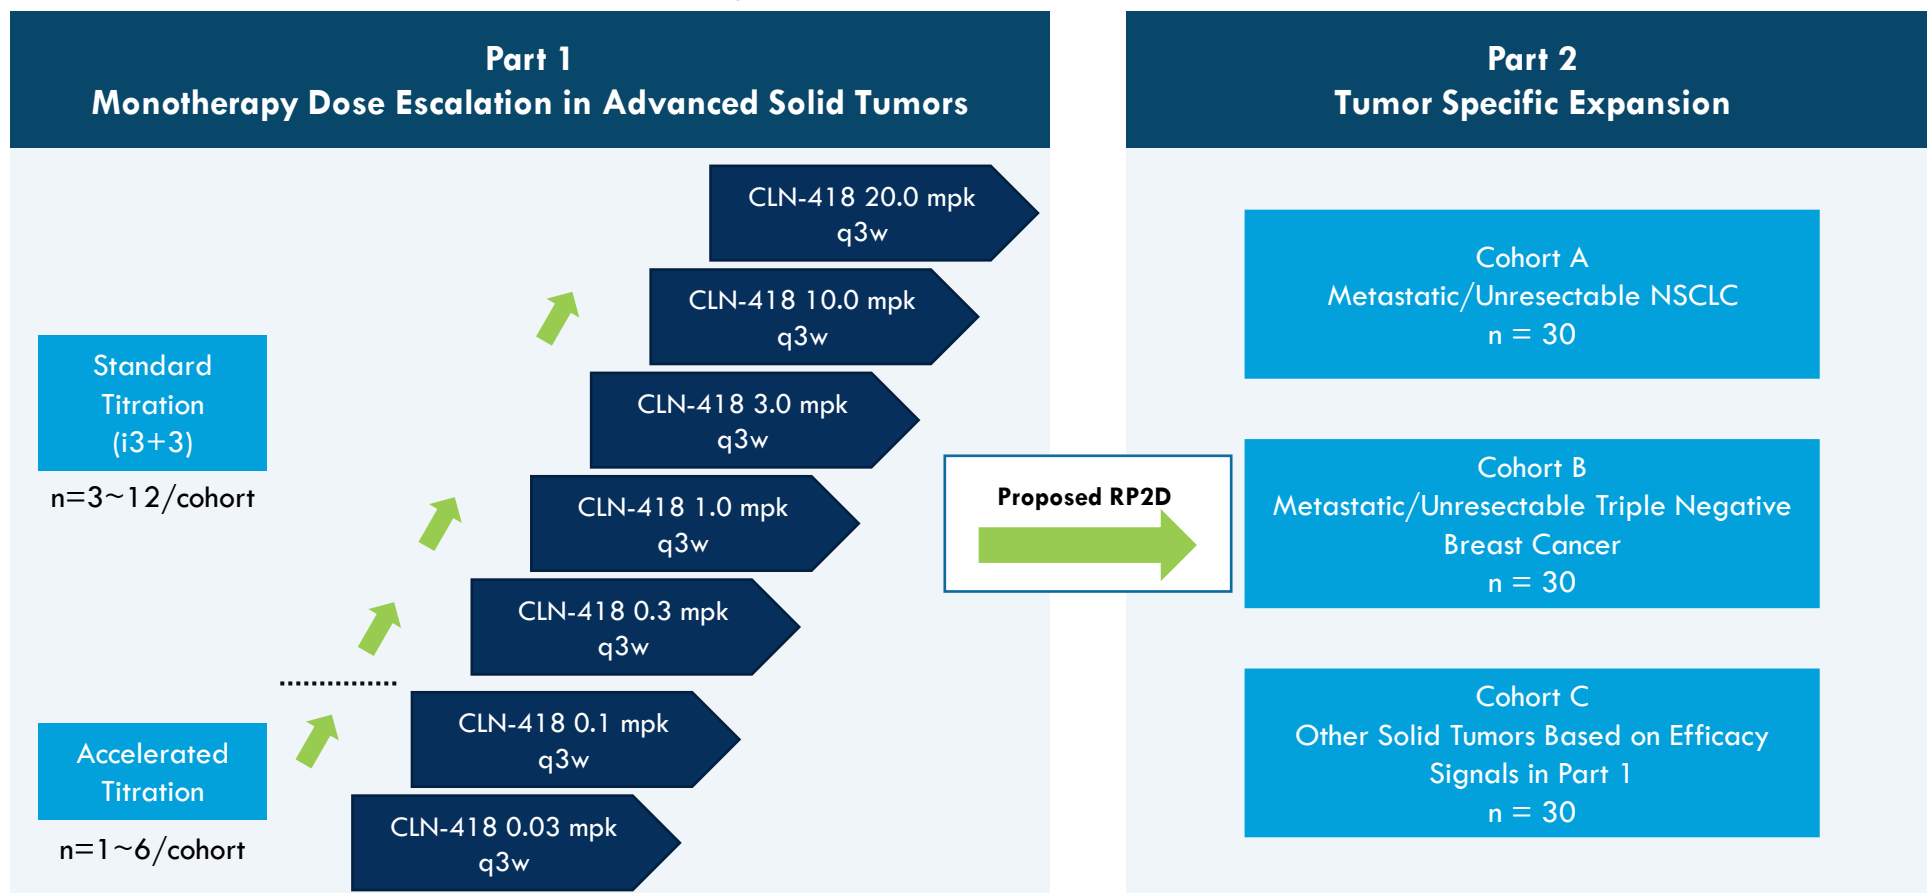 Part 1
Monotherapy Dose Escalation in Advanced Solid Tumors
CLN-418 20.0 mpk
q3w
CLN-418 10.0 mpk
q3w
CLN-418 3.0 mpk
q3w
CLN-418 1.0 mpk
q3w
CLN-418 0.3 mpk
q3w
CLN-418 0.1 mpk
q3w
CLN-418 0.03 mpk
q3w
Standard
Titration
(i3+3)
n=3~12/cohort
Accelerated
Titration
n=1~6/cohort
Proposed RP2D
Part 2
Tumor Specific Expansion
Cohort A
Metastatic/Unresectable NSCLC
n = 30
Cohort B
Metastatic/Unresectable Triple Negative
Breast Cancer
n = 30
Cohort C
Other Solid Tumors Based on Efficacy
Signals in Part 1
n = 30